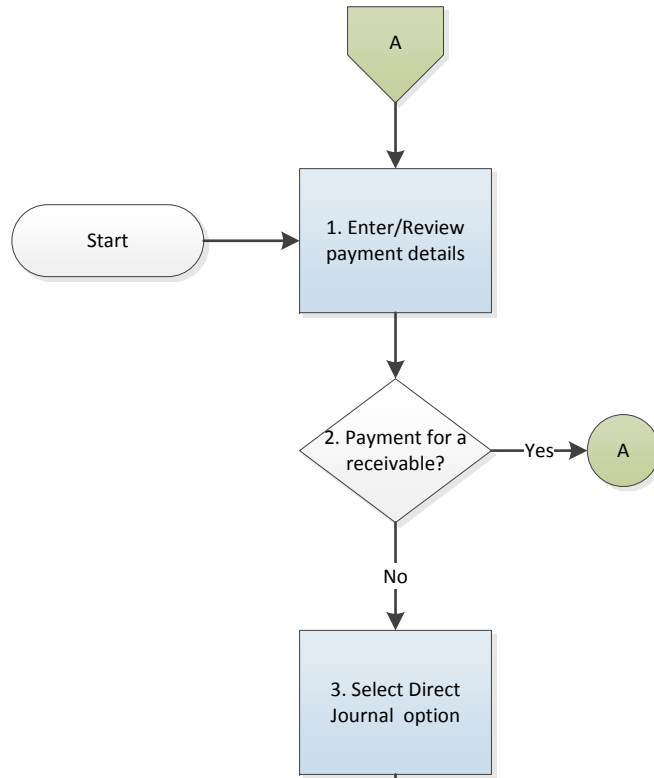 A
Start
1. Enter/Review
payment details
2. Payment for a
receivable?
Yes
A
No
3. Select Direct
Journal option